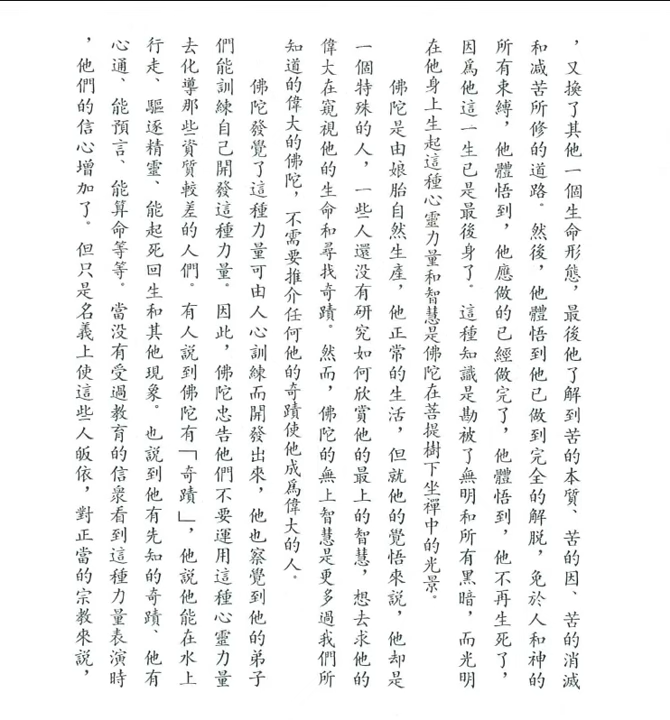 ，又換了其他一個生命形態，最後他了解到苦的本質、苦的因、苦的消滅
和减苦所修的道路。然後，他體悟到他已做到完全的解脱，免於人和神的
所有束縛，他體悟到，他應做的已經做完了，他體悟到，他不再生死了，
因爲他這一生已是最後身了。這種知識是勘被了無明和所有黑暗，而光明
在他身上生起這種心靈力量和智慧是佛陀在菩提樹下坐禪中的光景。
佛陀是由娘胎自然生產，他正常的生活，但就他的覺悟來説，他却是
一個特殊的人，一些人還没有研究如何欣賞他的最上的智慧，想去求他的
偉大在窺視他的生命和尋找奇蹟。然而，佛陀的無上智慧是更多過我們所
知道的偉大的佛陀，不需要推介任何他的奇蹟使他成爲偉大的人。
佛陀發覺了這種力量可由人心訓練而開發出來，他也察覺到他的弟子
們能訓練自己開發這種力量。因此，佛陀忠告他們不要運用這種心靈力量
去化導那些資質較差的人們。有人説到佛陀有「奇蹟」，他説他能在水上
行走、驅逐精靈、能起死回生和其他現象。也説到他有先知的奇蹟、他有
心通、能預言、能算命等等。當没有受過教育的信衆看到這種力量表演時
，他們的信心增加了。但只是名義上使這些人皈依，對正當的宗教來説，